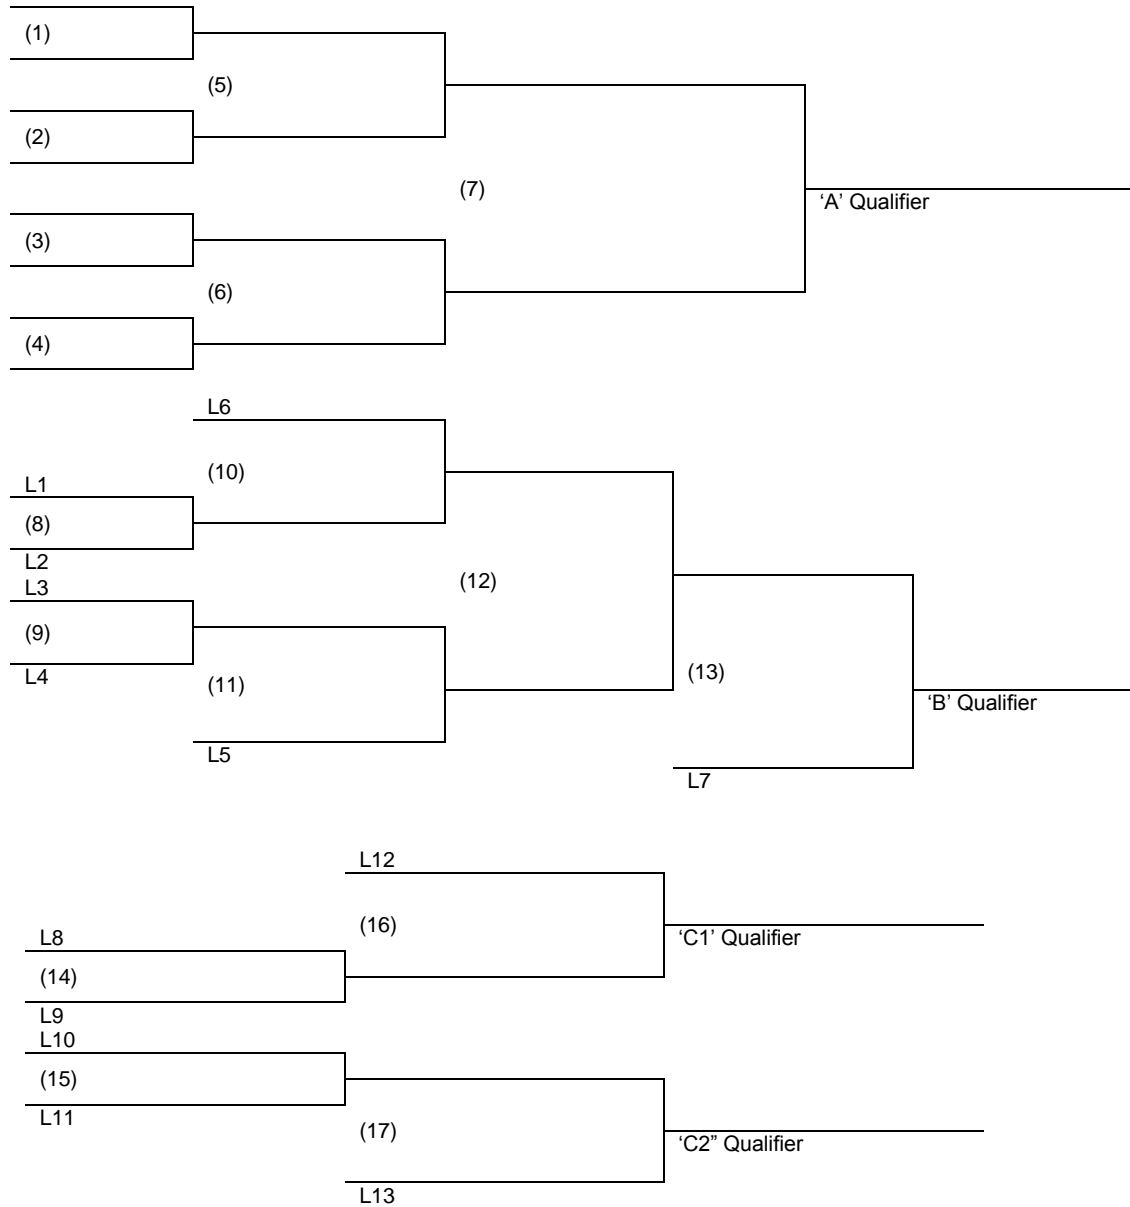 (1)
(5)
(2)
(7)
‘A’ Qualifier
(3)
(6)
(4)
L6
(10)
L1
(8)
L2
L3
(12)
(9)
L4
(11)
(13)
‘B’ Qualifier
L5
L7
L12
(16)
L8
‘C1’ Qualifier
(14)
L9
L10
(15)
L11
(17)
‘C2” Qualifier
L13